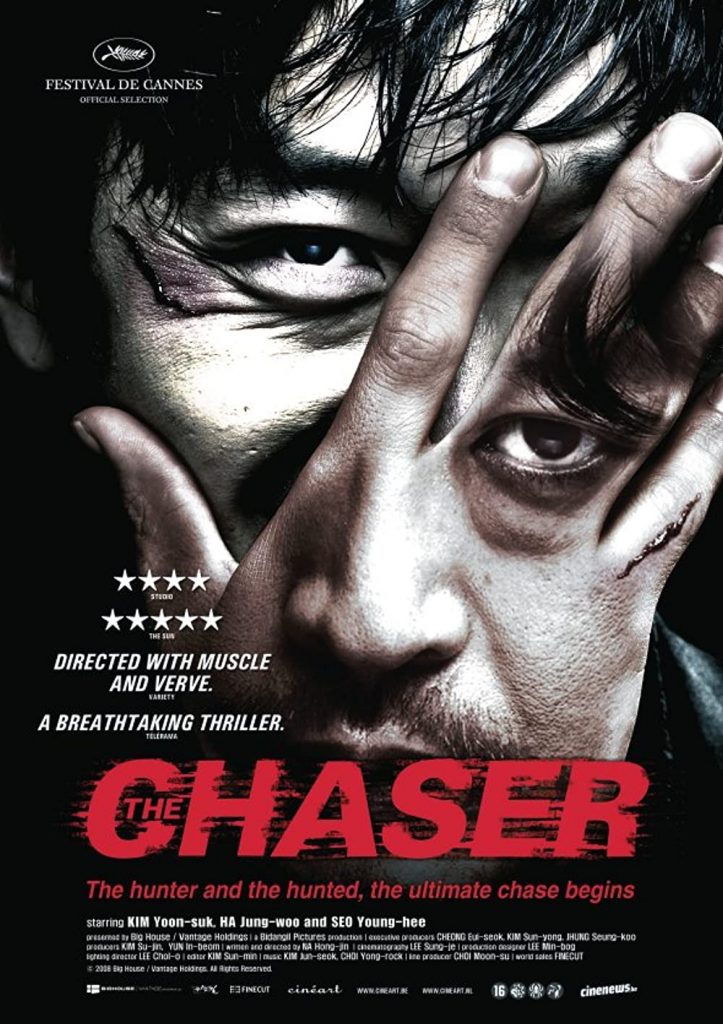 FESTIVAL DE CANNES
OFFICIAL SELECTION
STUDIO
THE SUN
DIRECTED WITH MUSCLE
AND VERVE.
VARIETY
A BREATHTAKING THRILLER.
TÉLÉRAMA
THE CHASER
The hunter and the hunted, the ultimate chase begins
starring KIM Yoon-suk, HA Jung-woo and SEO Young-hee
presented by Big House / Vantage Holdings | a Bidangil Pictures production | executive producers CHEONG Eui-seok, KIM Sun-yong, JHUNG Seung-koo
producers KIM Su-jin, YUN In-beom | written and directed by NA Hong-jin | cinematography LEE Sung-je | production designer LEE Min-bog
lighting director LEE Chol-o | editor KIM Sun-min | music KIM Jun-seok, CHOI Yong-rock | line producer CHOI Moon-su | world sales FINECUT
© 2008 Big House / Vantage Holdings. All Rights Reserved.
BIGHOUSE / VANTAGE FINECUT cinéart WWW.CINEART.BE WWW.CINEART.NL 16 cinenews.be